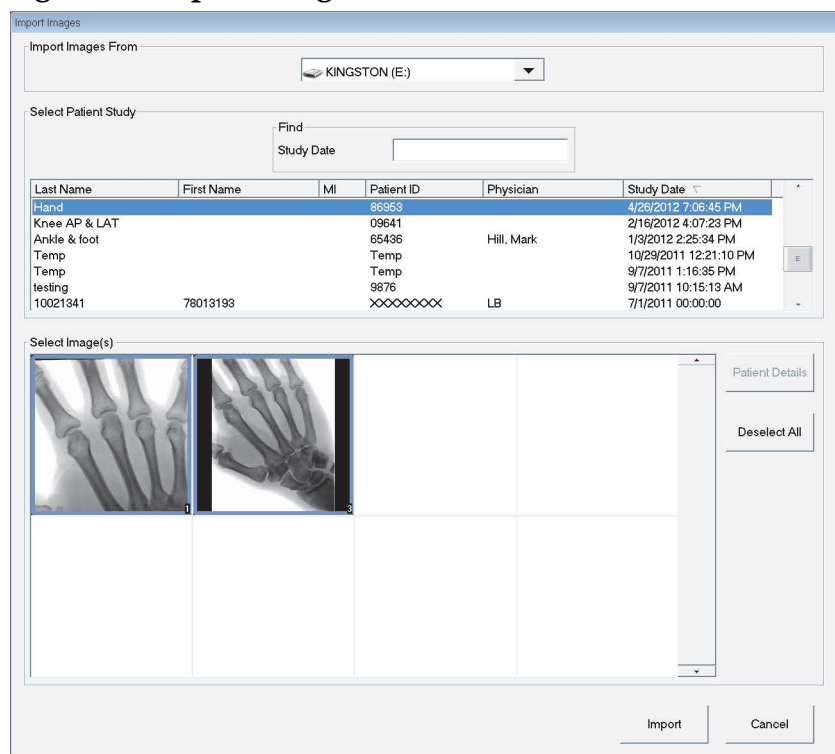 Import Images
Import Images From
KINGSTON (E:)
Select Patient Study
Find
Study Date
Last Name First Name MI Patient ID Physician Study Date
Hand 86953 4/26/2012 7:06:45 PM
Knee AP & LAT 09641 2/16/2012 4:07:23 PM
Ankle & foot 65436 Hill, Mark 1/3/2012 2:25:34 PM
Temp Temp 10/29/2011 12:21:10 PM
Temp Temp 9/7/2011 1:16:35 PM
testing 9876 9/7/2011 10:15:13 AM
10021341 78013193 XXXXXXXXX LB 7/1/2011 00:00:00
Select Image(s)
Patient Details
Deselect All
1 3
Import Cancel